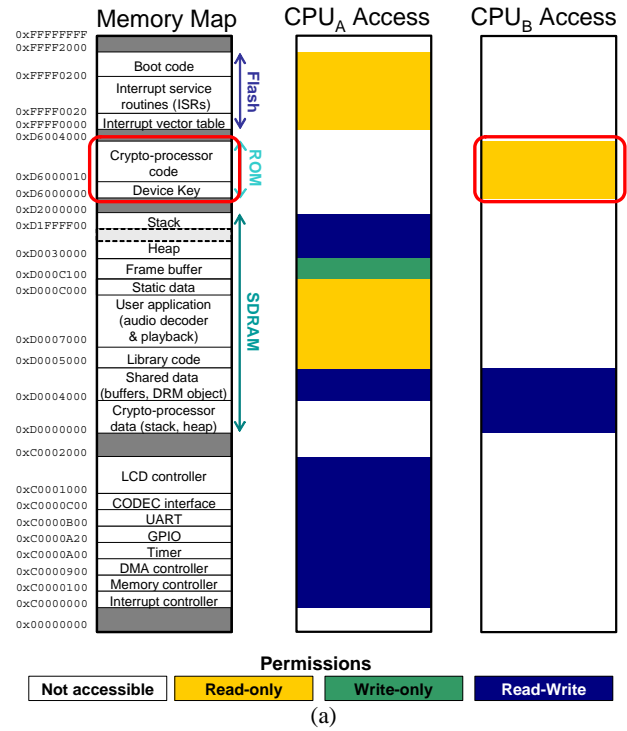 Memory Map
CPU_A Access
CPU_B Access
0xFFFFFFFFF
0xFFFF2000
Boot code
0xFFFF0200
Interrupt service
routines (ISRs)
0xFFFF0020
Interrupt vector table
0xFFFF0000
Flash
0xD6004000
Crypto-processor
code
0xD6000010
Device Key
0xD6000000
ROM
0xD2000000
Stack
0xD1FFFF00
Heap
0xD0030000
Frame buffer
0xD000C100
Static data
0xD000C000
User application
(audio decoder
& playback)
0xD0007000
Library code
0xD0005000
Shared data
(buffers, DRM object)
0xD0004000
Crypto-processor
data (stack, heap)
0xD0000000
SDRAM
0xC0002000
LCD controller
0xC0001000
CODEC interface
0xC0000C00
UART
0xC0000B00
GPIO
0xC0000A20
Timer
0xC0000A00
DMA controller
0xC0000900
Memory controller
0xC0000100
Interrupt controller
0xC0000000
0x00000000
Permissions
Not accessible
Read-only
Write-only
Read-Write
(a)